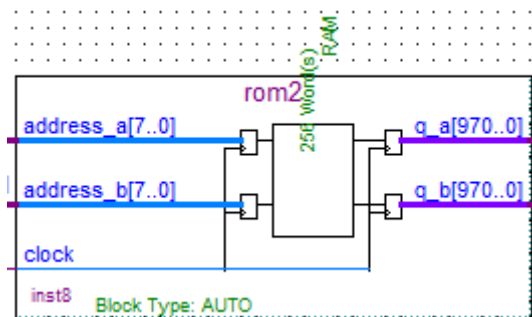 rom2
256 Word(s)
RAM
address_a[7..0]
q_a[970..0]
address_b[7..0]
q_b[970..0]
clock
inst8
Block Type: AUTO